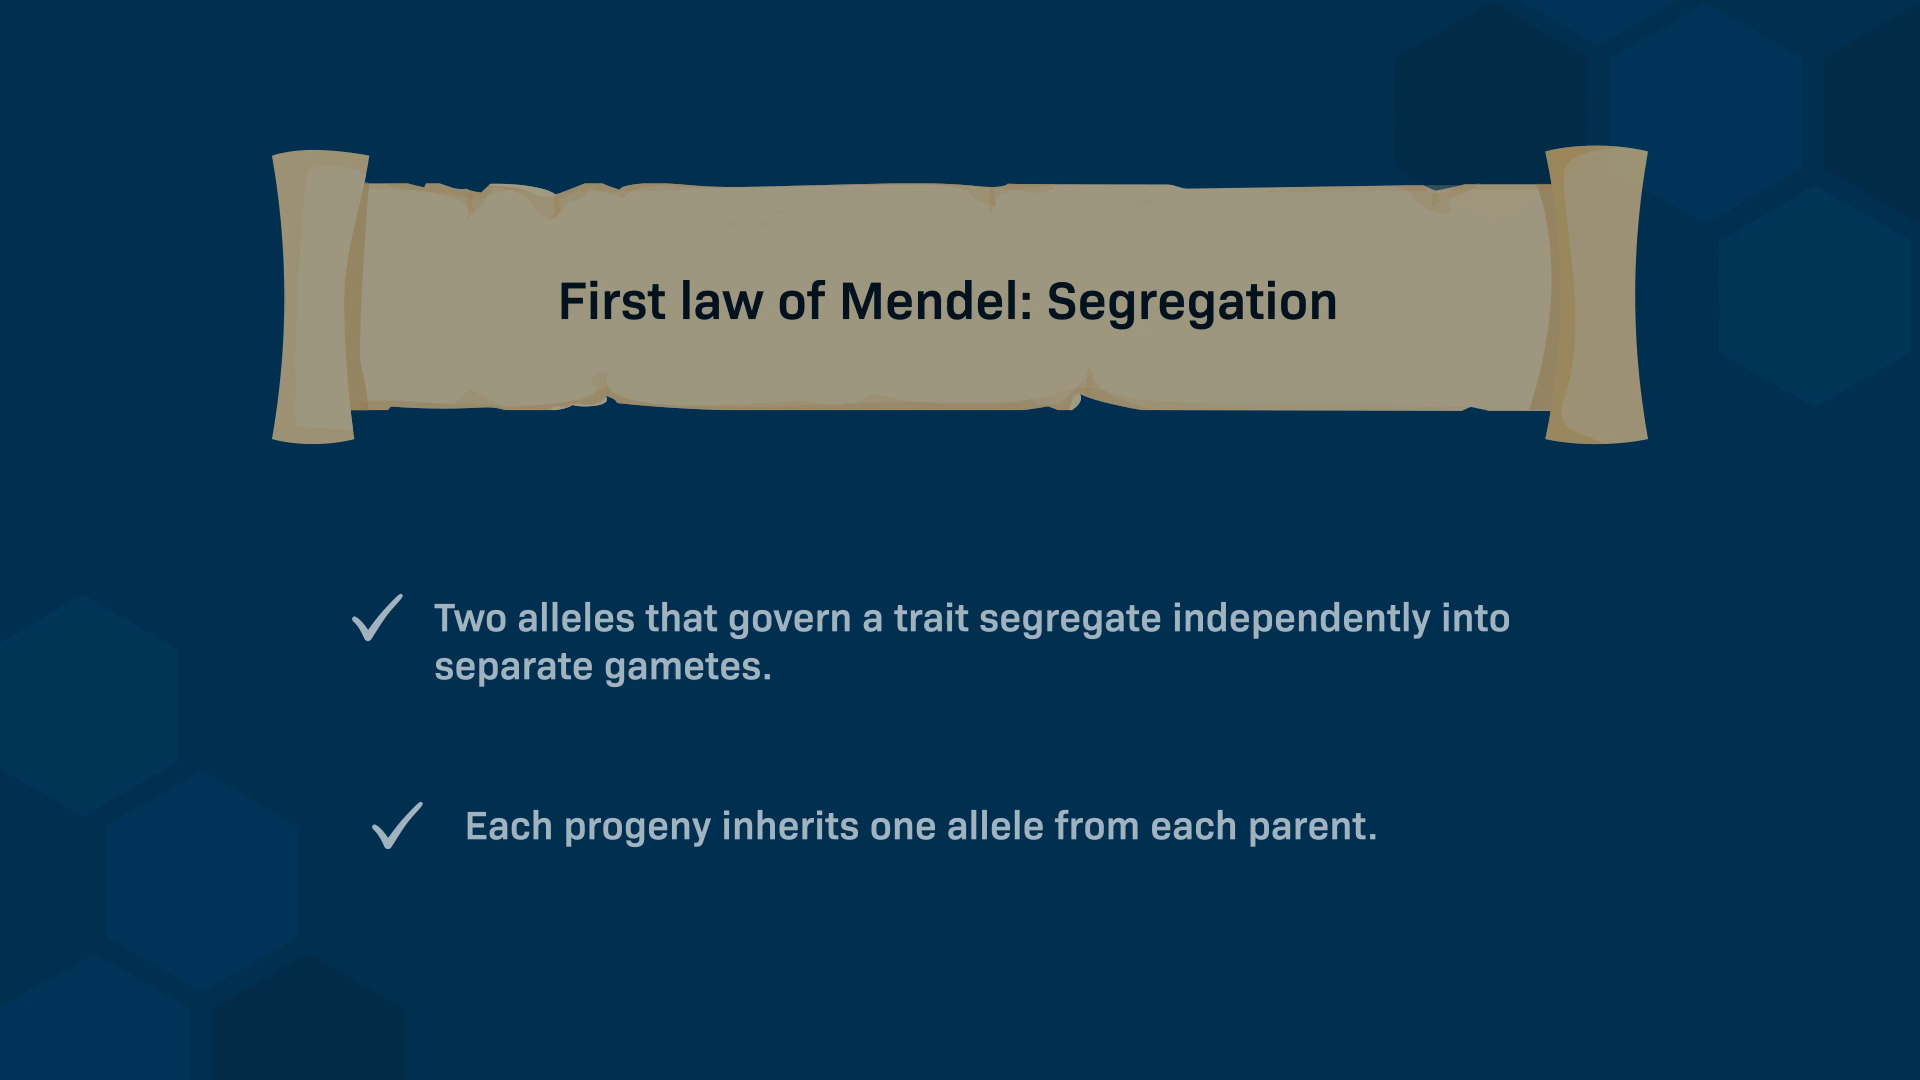 First law of Mendel: Segregation
Two alleles that govern a trait segregate independently into
separate gametes.
Each progeny inherits one allele from each parent.